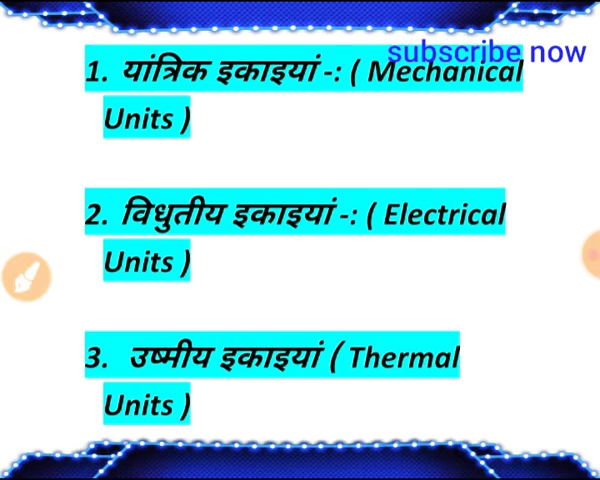 subscribe now
1. यांत्रिक इकाइयां -: ( Mechanical
Units )
2. विधुतीय इकाइयां -: ( Electrical
Units )
3. उष्मीय इकाइयां ( Thermal
Units )